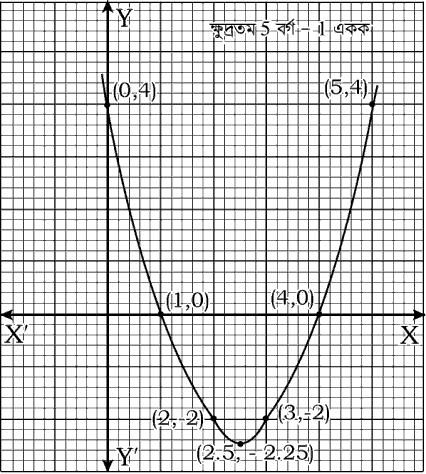 Y
ক্ষুদ্রতম 5 বর্গ – 1 একক
(0,4)
(5,4)
(1,0)
(4,0)
X′
X
(2, -2)
(3,-2)
(2.5, - 2.25)
Y′